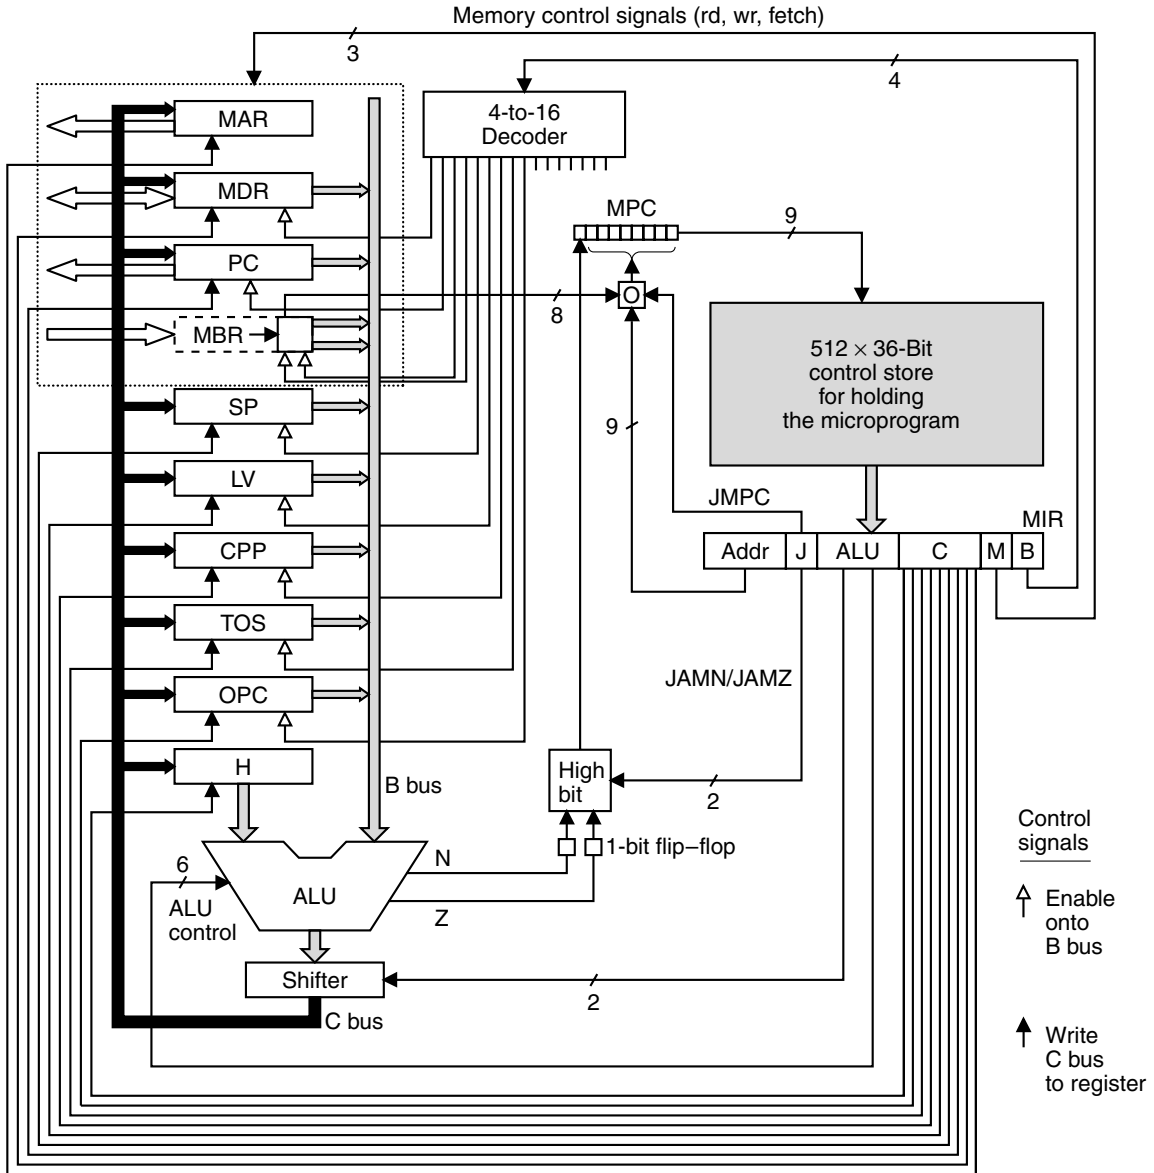 Memory control signals (rd, wr, fetch)
3
4
MAR
4-to-16
Decoder
MDR
MPC
9
PC
O
8
MBR
512 × 36-Bit
control store
for holding
the microprogram
SP
9
LV
JMPC
MIR
CPP
Addr
J
ALU
C
M
B
TOS
JAMN/JAMZ
OPC
H
B bus
High
bit
2
Control
signals
1-bit flip–flop
N
6
ALU
control
ALU
Z
Enable
onto
B bus
Shifter
2
C bus
Write
C bus
to register